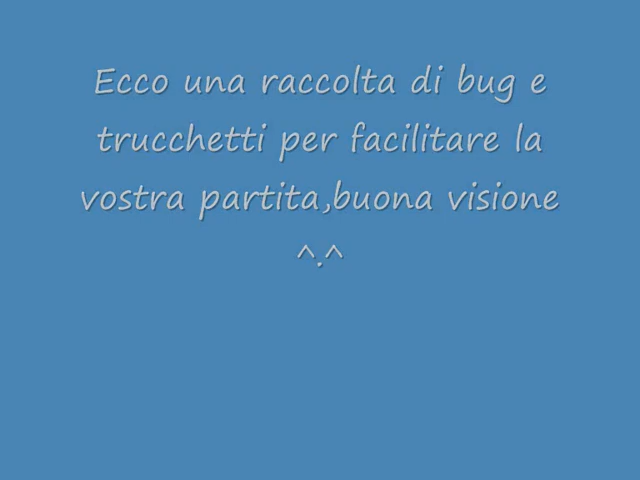 Ecco una raccolta di bug e
trucchetti per facilitare la
vostra partita,buona visione
^.^